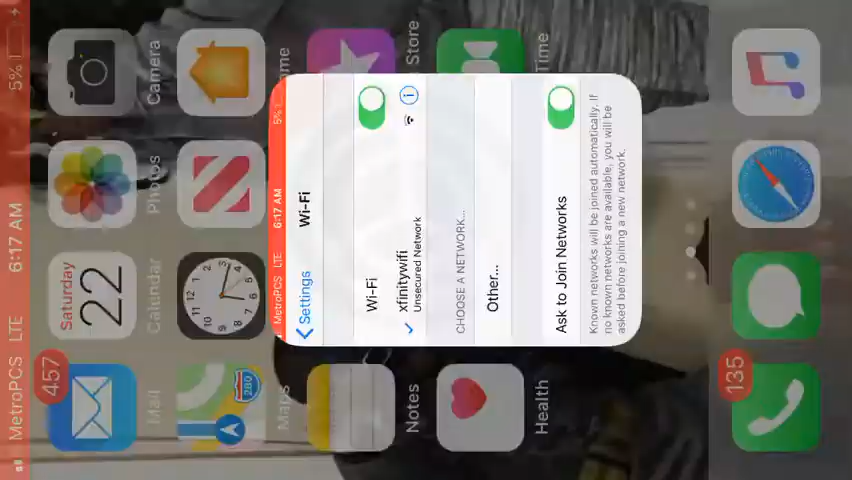 MetroPCS LTE 6:17 AM 5%
Saturday
22
457
Mail
Calendar
Photos
Camera
280
Maps
Store
Notes
Health
Time
135
MetroPCS LTE 6:17 AM 5%
Settings
Wi-Fi
Wi-Fi
xfinitywifi
Unsecured Network
CHOOSE A NETWORK...
Other...
Ask to Join Networks
Known networks will be joined automatically. If
no known networks are available, you will be
asked before joining a new network.